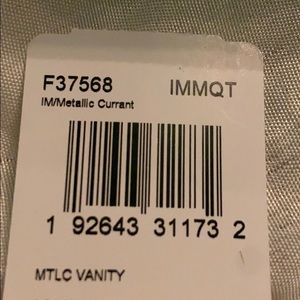 F37568 IMMQT
IM/Metallic Currant
1 92643 31173 2
MTLC VANITY